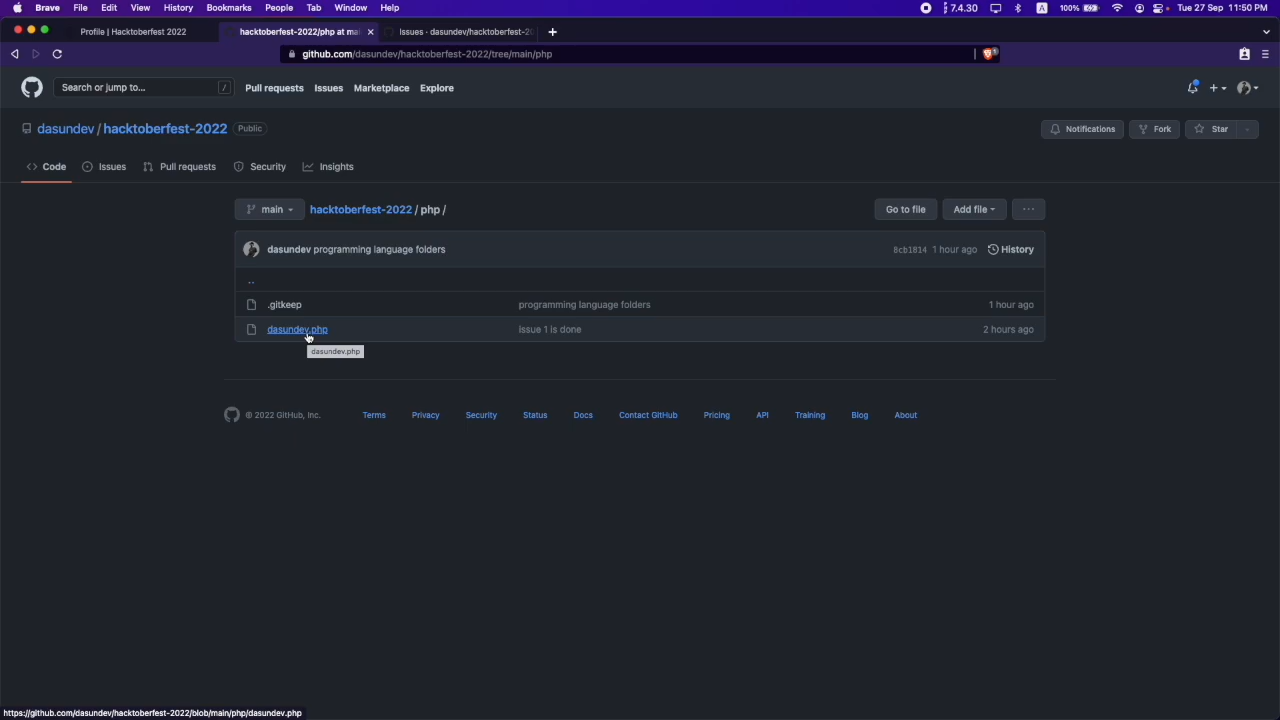 Brave File Edit View History Bookmarks People Tab Window Help 7.4.30 A 100% Tue 27 Sep 11:50 PM
Profile | Hacktoberfest 2022 hacktoberfest-2022/php at ma Issues - dasundev/hacktoberfest-2
github.com/dasundev/hacktoberfest-2022/tree/main/php
Search or jump to... / Pull requests Issues Marketplace Explore
dasundev / hacktoberfest-2022 Public Notifications Fork Star
Code Issues Pull requests Security Insights
main hacktoberfest-2022 / php / Go to file Add file ...
dasundev programming language folders 8cb1814 1 hour ago History
..
.gitkeep programming language folders 1 hour ago
dasundev.php issue 1 is done 2 hours ago
dasundev.php
© 2022 GitHub, Inc. Terms Privacy Security Status Docs Contact GitHub Pricing API Training Blog About
https://github.com/dasundev/hacktoberfest-2022/blob/main/php/dasundev.php